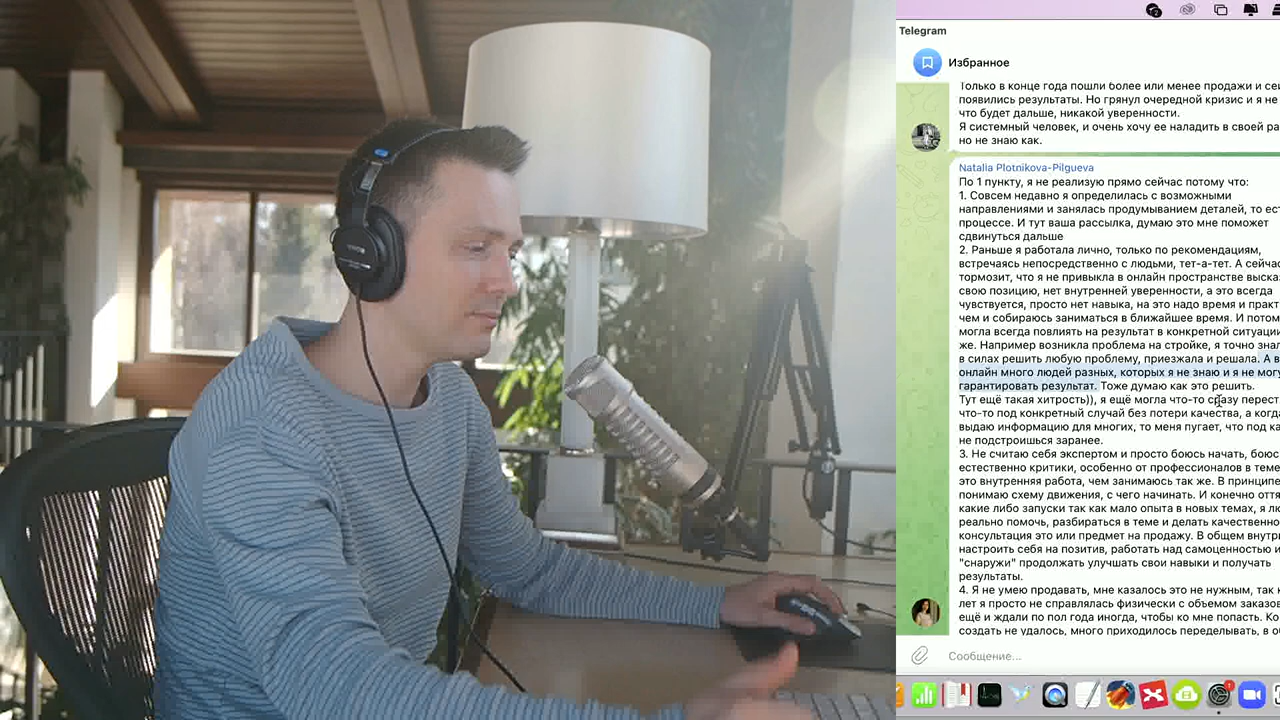 Telegram
Избранное
Только в конце года пошли более или менее продажи и сей
появились результаты. Но грянул очередной кризис и я не
что будет дальше, никакой уверенности.
Я системный человек, и очень хочу ее наладить в своей ра
но не знаю как.
Natalia Plotnikova-Pilgueva
По 1 пункту, я не реализую прямо сейчас потому что:
1. Совсем недавно я определилась с возможными
направлениями и занялась продумыванием деталей, то ест
процессе. И тут ваша рассылка, думаю это мне поможет
сдвинуться дальше
2. Раньше я работала лично, только по рекомендациям,
встречаясь непосредственно с людьми, тет-а-тет. А сейчас
тормозит, что я не привыкла в онлайн пространстве выска
свою позицию, нет внутренней уверенности, а это всегда
чувствуется, просто нет навыка, на это надо время и практ
чем и собираюсь заниматься в ближайшее время. И потом
могла всегда повлиять на результат в конкретной ситуации
же. Например возникла проблема на стройке, я точно знал
в силах решить любую проблему, приезжала и решала. А в
онлайн много людей разных, которых я не знаю и я не могу
гарантировать результат. Тоже думаю как это решить.
Тут ещё такая хитрость)), я ещё могла что-то сразу перест
что-то под конкретный случай без потери качества, а когда
выдаю информацию для многих, то меня пугает, что под ка
не подстроишься заранее.
3. Не считаю себя экспертом и просто боюсь начать, боюс
естественно критики, особенно от профессионалов в теме
это внутренняя работа, чем занимаюсь так же. В принципе
понимаю схему движения, с чего начинать. И конечно оття
какие либо запуски так как мало опыта в новых темах, я лю
реально помочь, разбираться в теме и делать качественно
консультация это или предмет на продажу. В общем внутр
настроить себя на позитив, работать над самоценностью и
"снаружи" продолжать улучшать свои навыки и получать
результаты.
4. Я не умею продавать, мне казалось это не нужным, так к
лет я просто не справлялась физически с объемом заказов
ещё и ждали по пол года иногда, чтобы ко мне попасть. Ко
создать не удалось, много приходилось переделывать, в об
Сообщение...